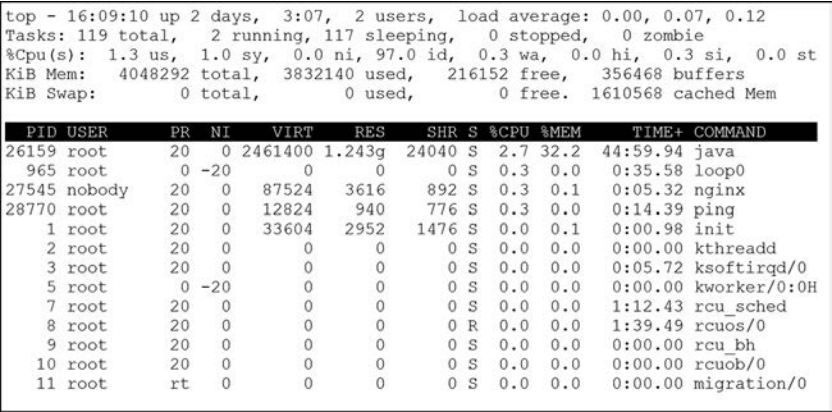 top - 16:09:10 up 2 days,  3:07,  2 users,  load average: 0.00, 0.07, 0.12
Tasks: 119 total,   2 running, 117 sleeping,   0 stopped,   0 zombie
%Cpu(s):  1.3 us,  1.0 sy,  0.0 ni, 97.0 id,  0.3 wa,  0.0 hi,  0.3 si,  0.0 st
KiB Mem:   4048292 total,  3832140 used,   216152 free,   356468 buffers
KiB Swap:        0 total,        0 used,        0 free.  1610568 cached Mem
  PID USER      PR  NI    VIRT    RES    SHR S %CPU %MEM     TIME+ COMMAND
26159 root      20   0 2461400 1.243g  24040 S  2.7 32.2  44:59.94 java
  965 root       0 -20       0      0      0 S  0.3  0.0   0:35.58 loop0
27545 nobody    20   0   87524   3616    892 S  0.3  0.1   0:05.32 nginx
28770 root      20   0   12824    940    776 S  0.3  0.0   0:14.39 ping
    1 root      20   0   33604   2952   1476 S  0.0  0.1   0:00.98 init
    2 root      20   0       0      0      0 S  0.0  0.0   0:00.00 kthreadd
    3 root      20   0       0      0      0 S  0.0  0.0   0:05.72 ksoftirqd/0
    5 root       0 -20       0      0      0 S  0.0  0.0   0:00.00 kworker/0:0H
    7 root      20   0       0      0      0 S  0.0  0.0   1:12.43 rcu_sched
    8 root      20   0       0      0      0 R  0.0  0.0   1:39.49 rcuos/0
    9 root      20   0       0      0      0 S  0.0  0.0   0:00.00 rcu_bh
   10 root      20   0       0      0      0 S  0.0  0.0   0:00.00 rcuob/0
   11 root      rt   0       0      0      0 S  0.0  0.0   0:00.00 migration/0